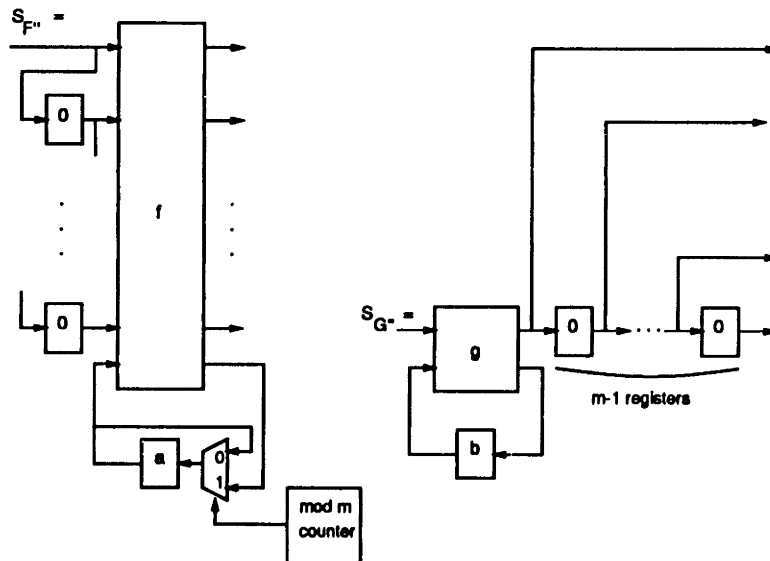 S_F'' =
0
f
0
a
0
1
mod m
counter
S_G'' =
g
b
0
...
0
m-1 registers